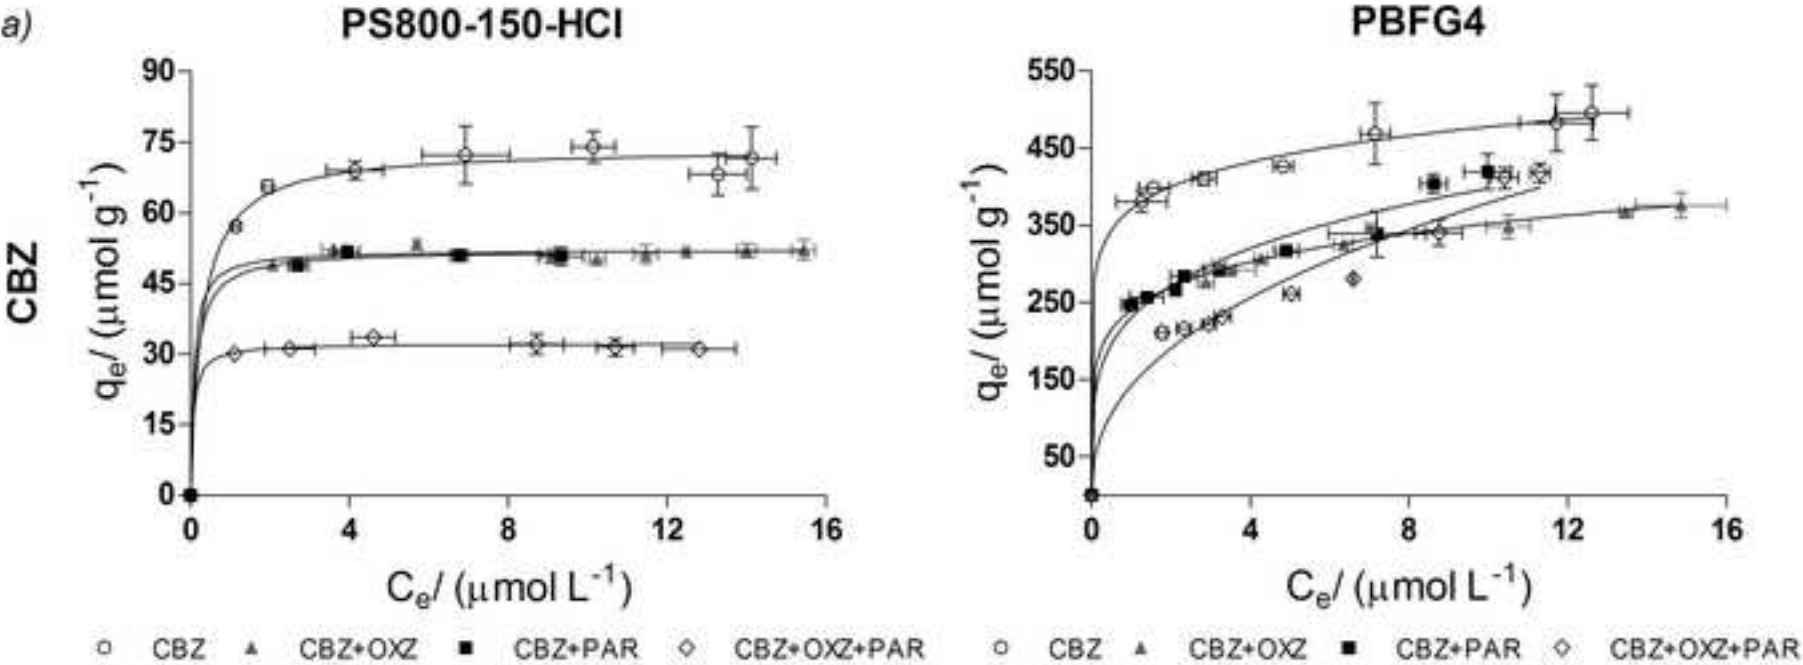 a)
PS800-150-HCl
PBFG4
CBZ
qe/ (μmol g-1)
90
75
60
45
30
15
0
0 4 8 12 16
Ce/ (μmol L-1)
CBZ CBZ+OXZ CBZ+PAR CBZ+OXZ+PAR
qe/ (μmol g-1)
550
450
350
250
150
50
0 4 8 12 16
Ce/ (μmol L-1)
CBZ CBZ+OXZ CBZ+PAR CBZ+OXZ+PAR